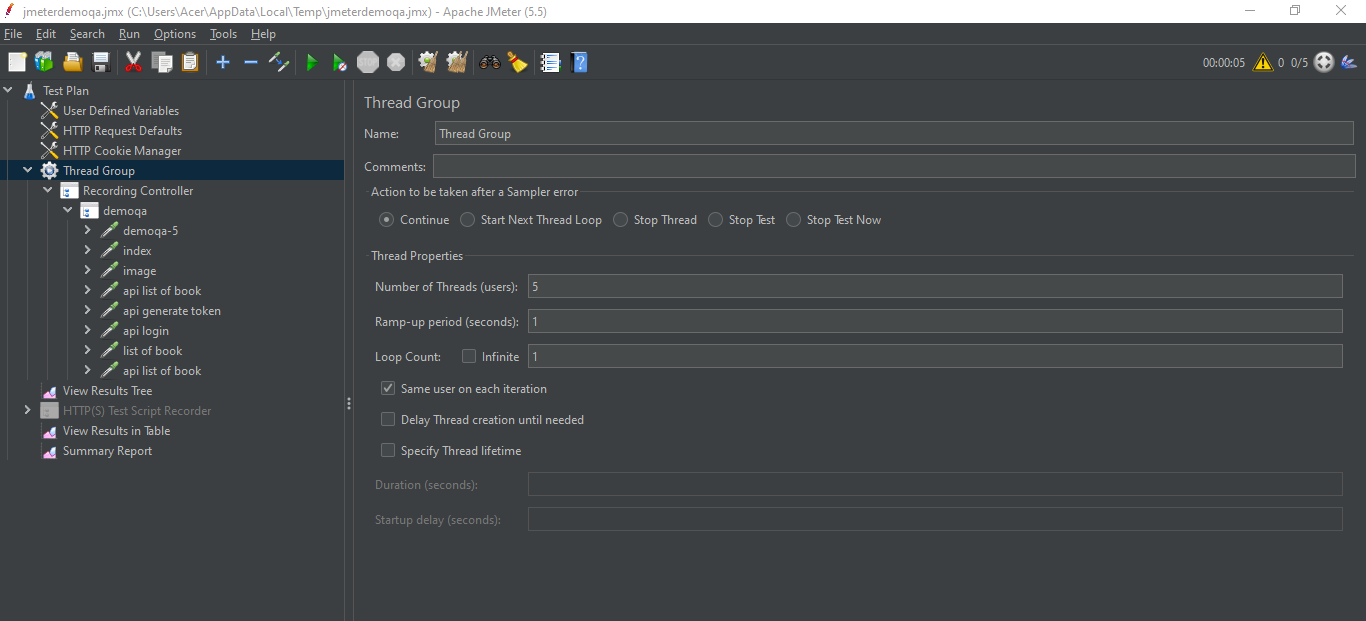 jmeterdemoqa.jmx (C:\Users\Acer\AppData\Local\Temp\jmeterdemoqa.jmx) - Apache JMeter (5.5)
File Edit Search Run Options Tools Help
STOP
00:00:05 0 0/5
Test Plan
User Defined Variables
HTTP Request Defaults
HTTP Cookie Manager
Thread Group
Recording Controller
demoqa
demoqa-5
index
image
api list of book
api generate token
api login
list of book
api list of book
View Results Tree
HTTP(S) Test Script Recorder
View Results in Table
Summary Report
Thread Group
Name: Thread Group
Comments:
Action to be taken after a Sampler error
Continue Start Next Thread Loop Stop Thread Stop Test Stop Test Now
Thread Properties
Number of Threads (users): 5
Ramp-up period (seconds): 1
Loop Count: Infinite 1
Same user on each iteration
Delay Thread creation until needed
Specify Thread lifetime
Duration (seconds):
Startup delay (seconds):